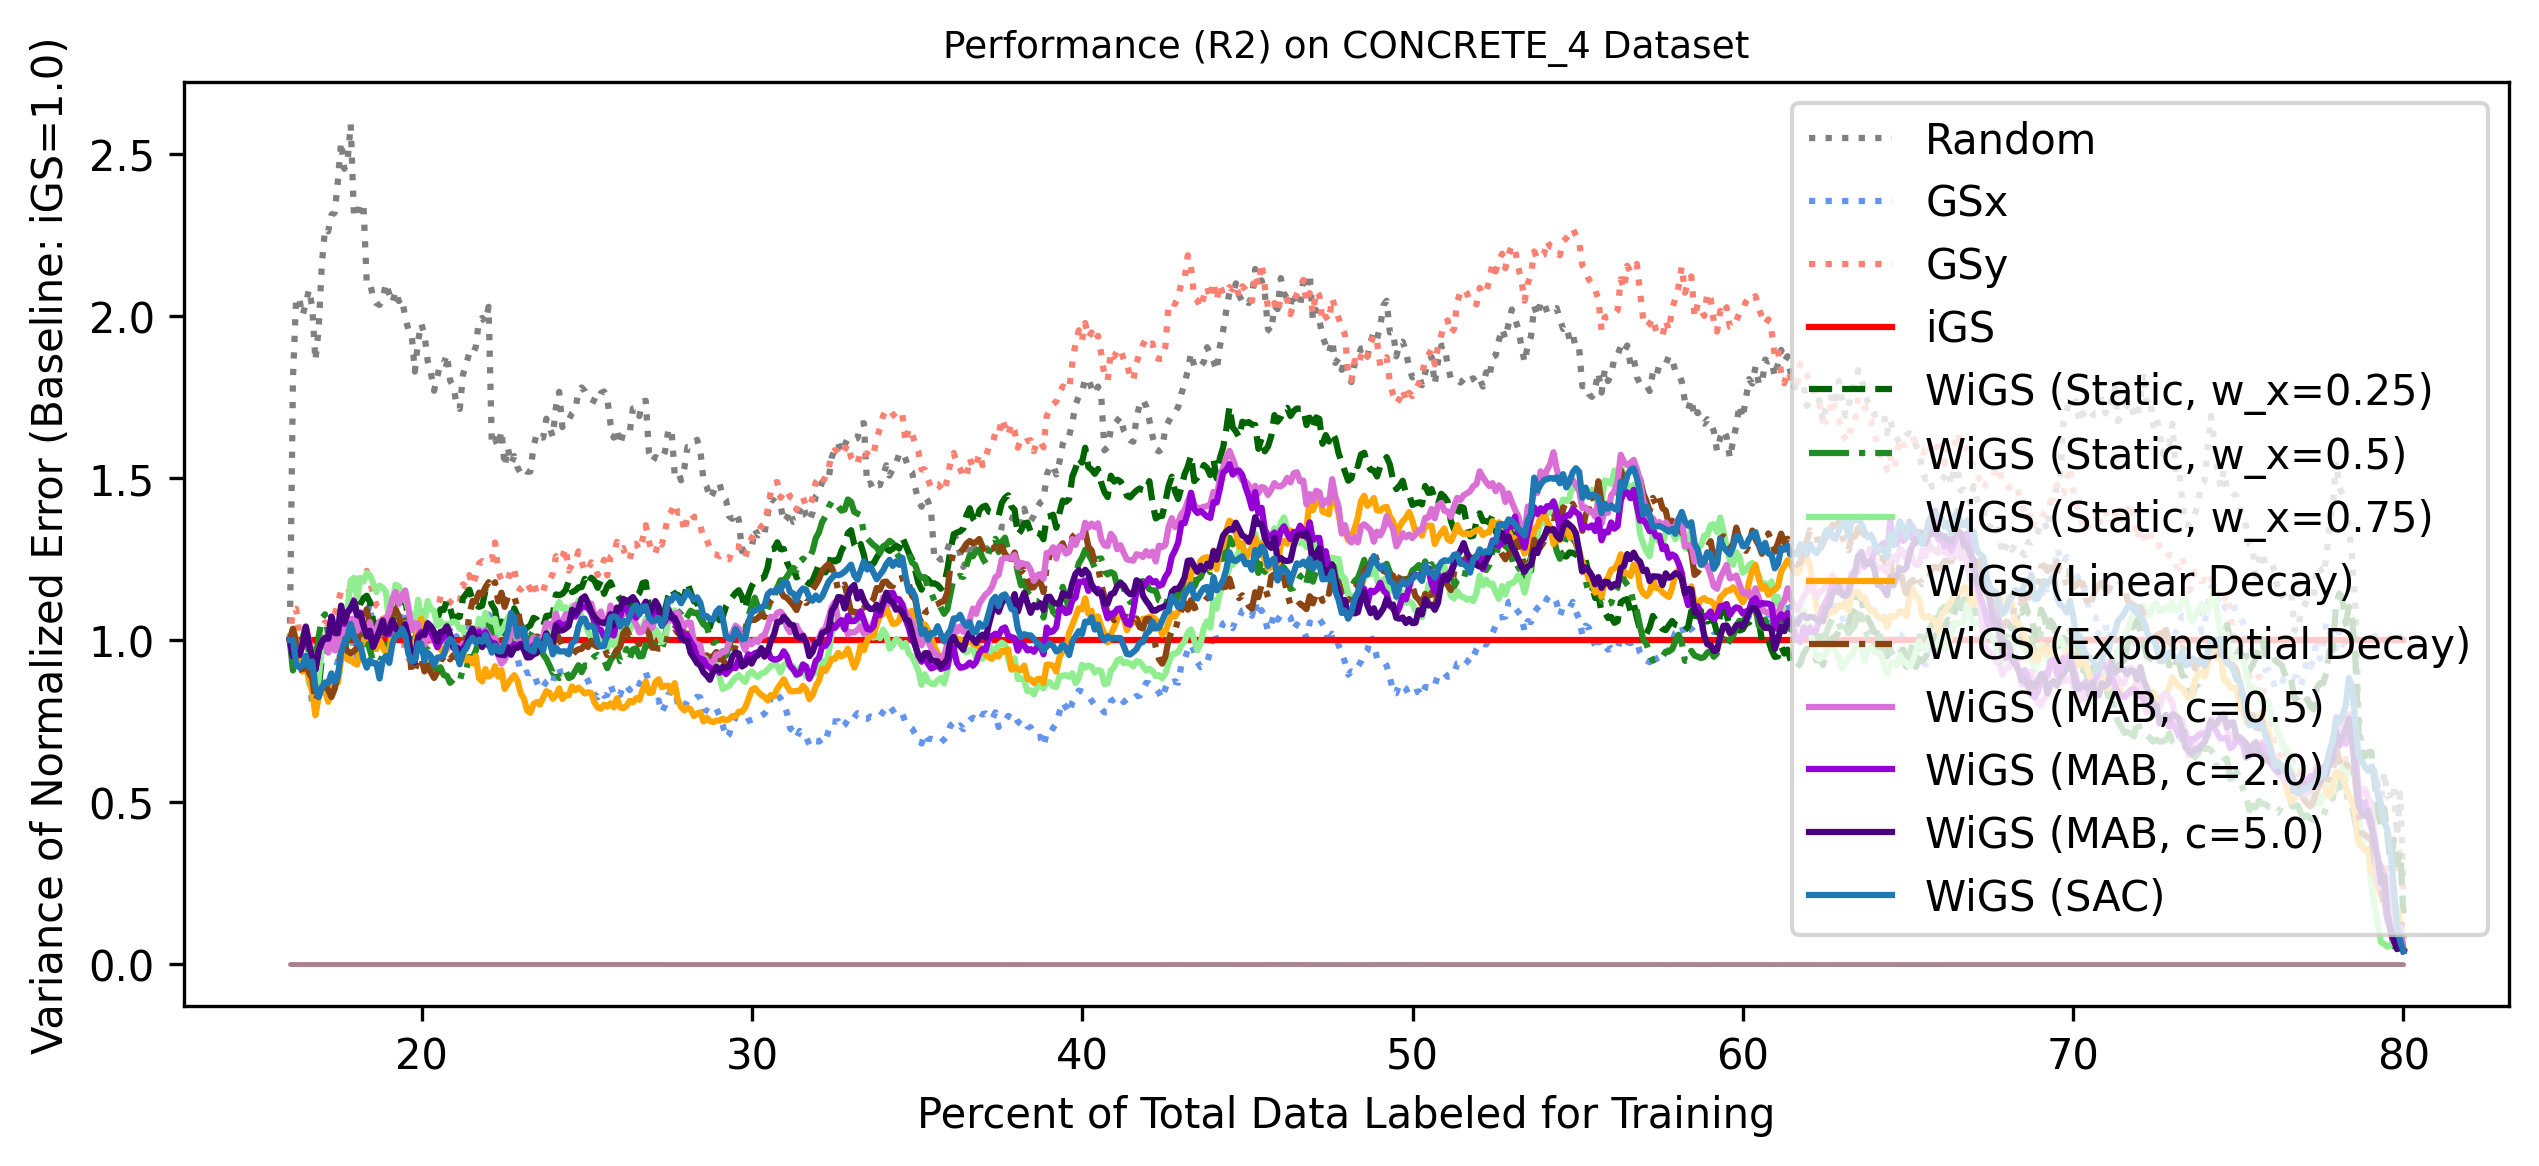 Performance (R2) on CONCRETE_4 Dataset
Variance of Normalized Error (Baseline: iGS=1.0)
2.5
2.0
1.5
1.0
0.5
0.0
20
30
40
50
60
70
80
Percent of Total Data Labeled for Training
Random
GSx
GSy
iGS
WiGS (Static, w_x=0.25)
WiGS (Static, w_x=0.5)
WiGS (Static, w_x=0.75)
WiGS (Linear Decay)
WiGS (Exponential Decay)
WiGS (MAB, c=0.5)
WiGS (MAB, c=2.0)
WiGS (MAB, c=5.0)
WiGS (SAC)